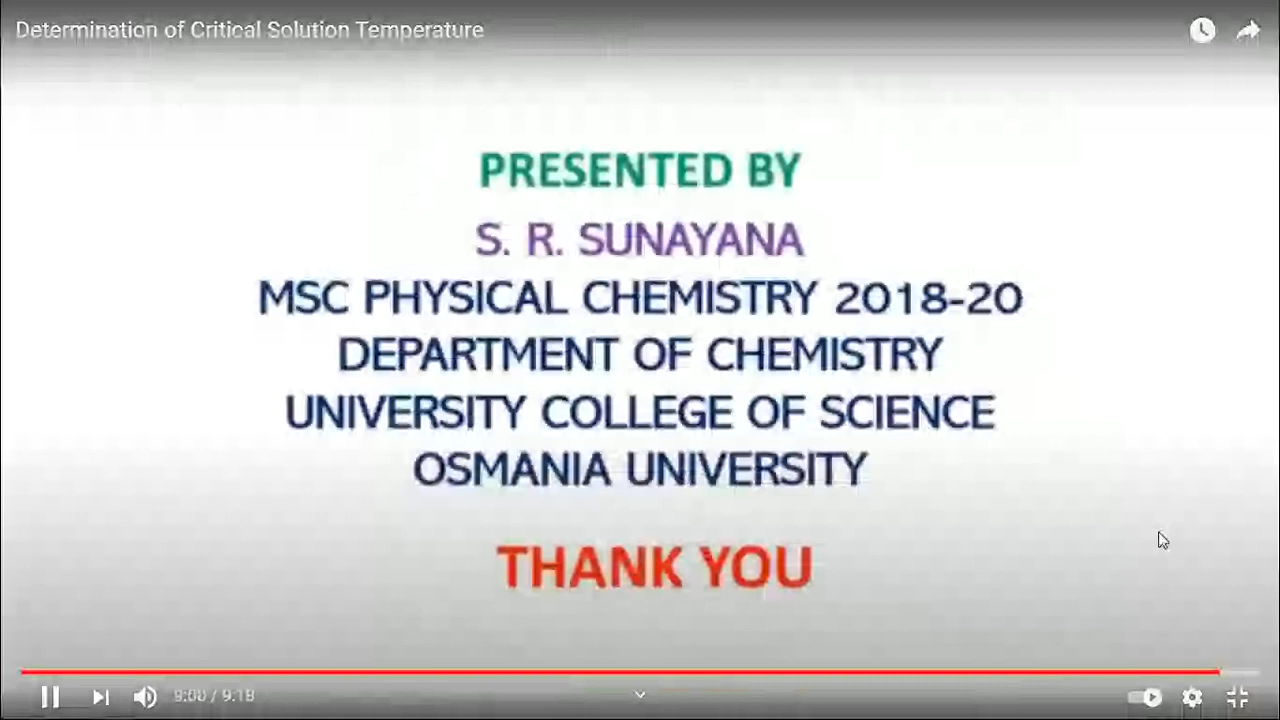 Determination of Critical Solution Temperature
PRESENTED BY
S. R. SUNAYANA
MSC PHYSICAL CHEMISTRY 2018-20
DEPARTMENT OF CHEMISTRY
UNIVERSITY COLLEGE OF SCIENCE
OSMANIA UNIVERSITY
THANK YOU
9:00 / 9:18